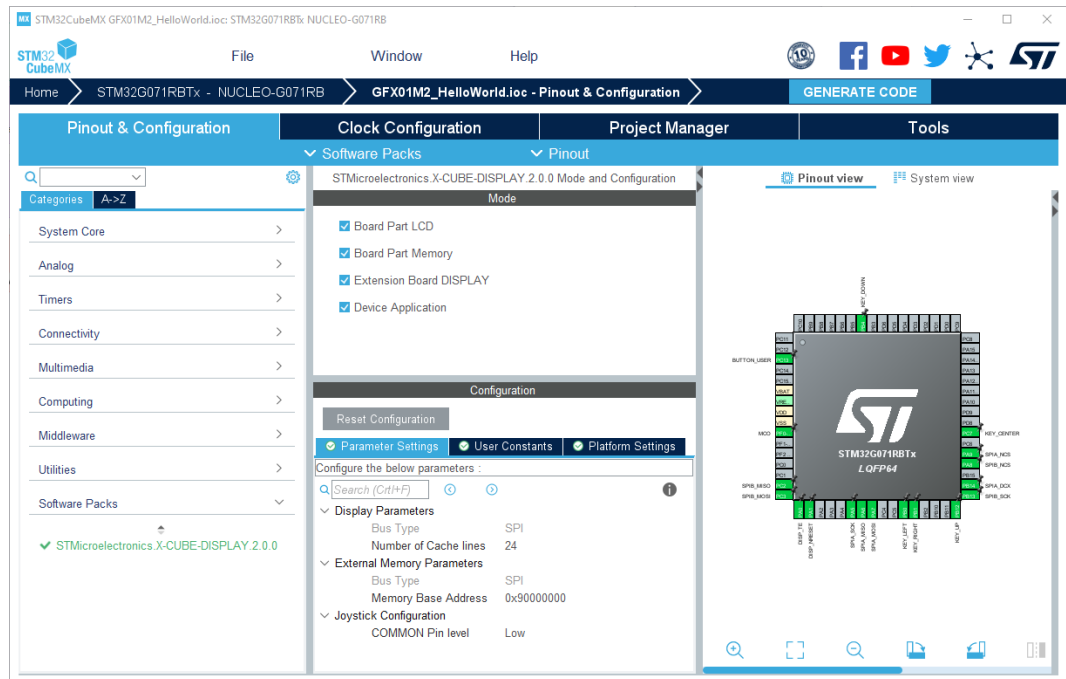 MX STM32CubeMX GFX01M2_HelloWorld.ioc: STM32G071RBTx NUCLEO-G071RB
STM32 CubeMX
File Window Help
10
ST
Home STM32G071RBTx - NUCLEO-G071RB GFX01M2_HelloWorld.ioc - Pinout & Configuration GENERATE CODE
Pinout & Configuration Clock Configuration Project Manager Tools
Software Packs Pinout
Categories A->Z
System Core
Analog
Timers
Connectivity
Multimedia
Computing
Middleware
Utilities
Software Packs
STMicroelectronics.X-CUBE-DISPLAY.2.0.0
STMicroelectronics.X-CUBE-DISPLAY.2.0.0 Mode and Configuration
Mode
Board Part LCD
Board Part Memory
Extension Board DISPLAY
Device Application
Configuration
Reset Configuration
Parameter Settings User Constants Platform Settings
Configure the below parameters :
Search (Crtl+F)
Display Parameters
Bus Type SPI
Number of Cache lines 24
External Memory Parameters
Bus Type SPI
Memory Base Address 0x90000000
Joystick Configuration
COMMON Pin level Low
Pinout view System view
KEY_DOWN
BUTTON_USER
MCO
SPIB_MISO
SPIB_MOSI
ST
STM32G071RBTx
LQFP64
KEY_CENTER
SPIA_NCS
SPIB_NCS
SPIA_DCX
SPIB_SCK
DISP_TE
DISP_NRESET
SPIA_SCK
SPIA_MISO
SPIA_MOSI
KEY_LEFT
KEY_RIGHT
KEY_UP